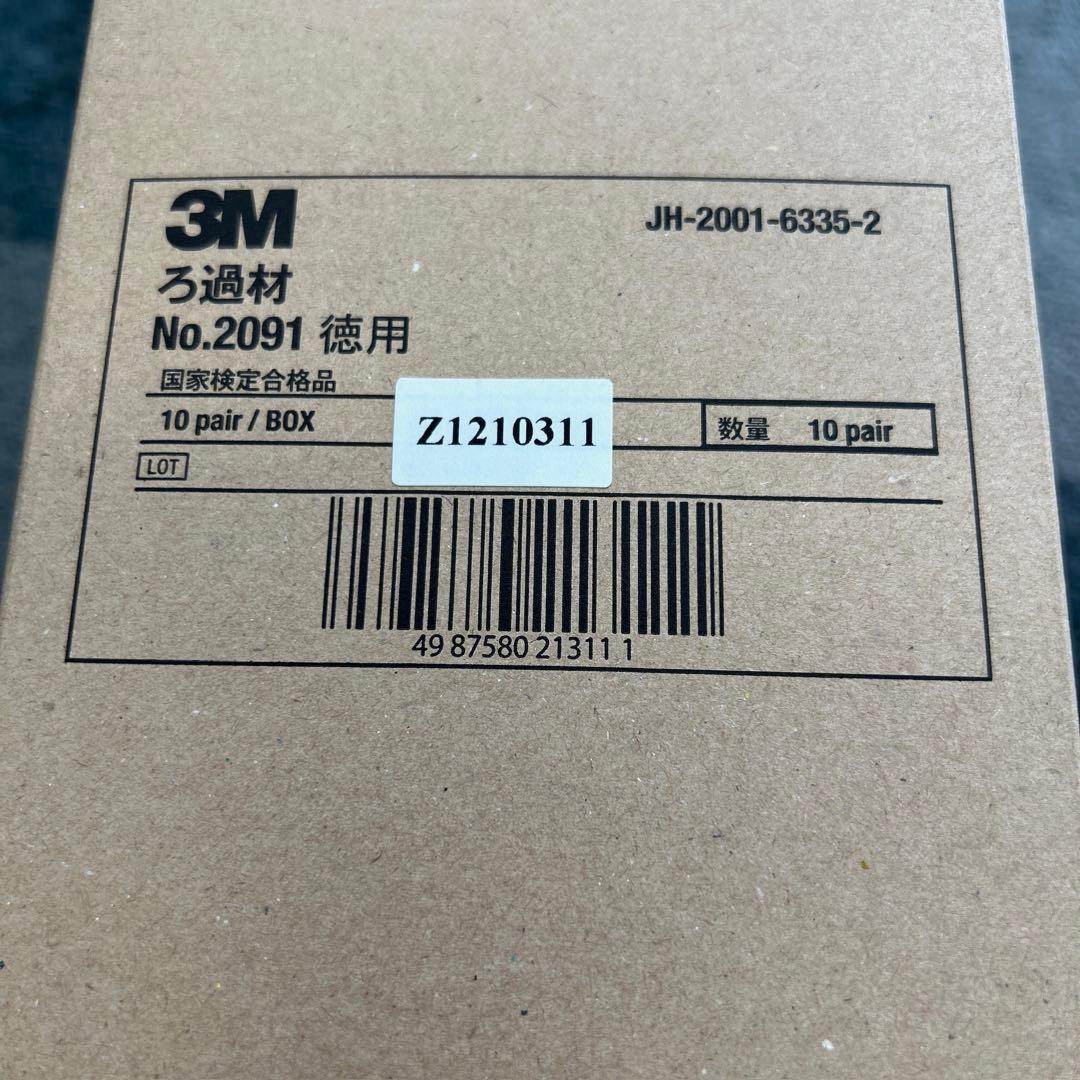 3M
JH-2001-6335-2
ろ過材
No.2091 徳用
国家検定合格品
10 pair / BOX
Z1210311
数量 10 pair
LOT
49 87580 21311 1